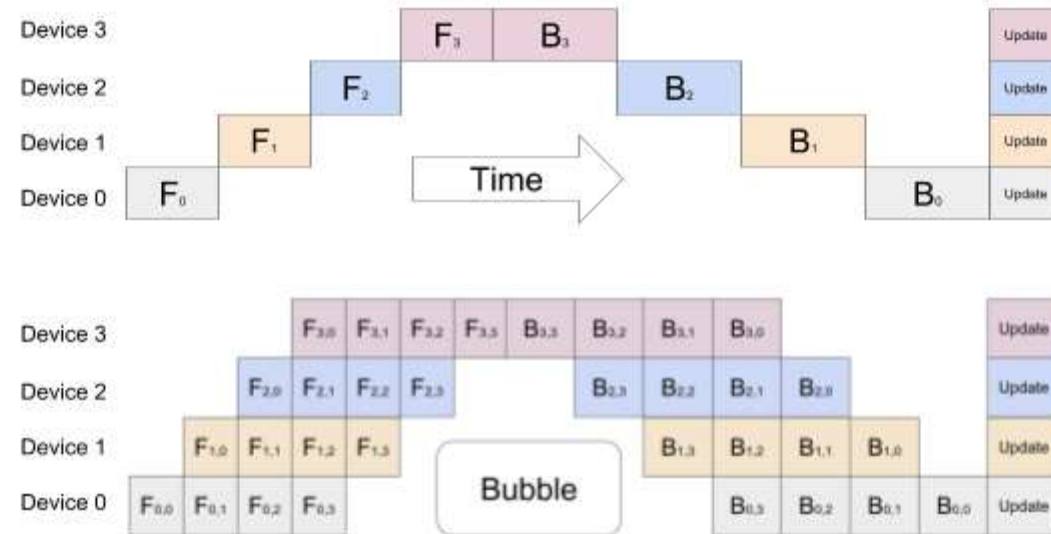 Device 3 F₃ B₃ Update
Device 2 F₂ B₂ Update
Device 1 F₁ Time B₁ Update
Device 0 F₀ B₀ Update
Device 3 F₃,₀ F₃,₁ F₃,₂ F₃,₃ B₃,₃ B₃,₂ B₃,₁ B₃,₀ Update
Device 2 F₂,₀ F₂,₁ F₂,₂ F₂,₃ B₂,₃ B₂,₂ B₂,₁ B₂,₀ Update
Device 1 F₁,₀ F₁,₁ F₁,₂ F₁,₃ B₁,₃ B₁,₂ B₁,₁ B₁,₀ Update
Bubble
Device 0 F₀,₀ F₀,₁ F₀,₂ F₀,₃ B₀,₃ B₀,₂ B₀,₁ B₀,₀ Update